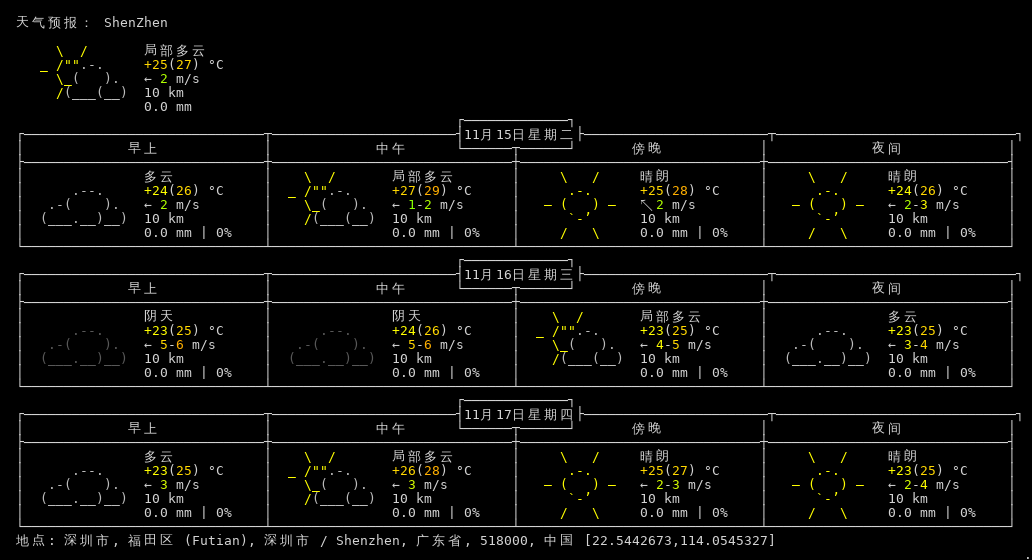 天气预报： ShenZhen
局部多云
+25(27) °C
← 2 m/s
10 km
0.0 mm
11月15日星期二
早上 中午 傍晚 夜间
多云 局部多云 晴朗 晴朗
+24(26) °C +27(29) °C +25(28) °C +24(26) °C
← 2 m/s ← 1-2 m/s ↖ 2 m/s ← 2-3 m/s
10 km 10 km 10 km 10 km
0.0 mm | 0% 0.0 mm | 0% 0.0 mm | 0% 0.0 mm | 0%
11月16日星期三
早上 中午 傍晚 夜间
阴天 阴天 局部多云 多云
+23(25) °C +24(26) °C +23(25) °C +23(25) °C
← 5-6 m/s ← 5-6 m/s ← 4-5 m/s ← 3-4 m/s
10 km 10 km 10 km 10 km
0.0 mm | 0% 0.0 mm | 0% 0.0 mm | 0% 0.0 mm | 0%
11月17日星期四
早上 中午 傍晚 夜间
多云 局部多云 晴朗 晴朗
+23(25) °C +26(28) °C +25(27) °C +23(25) °C
← 3 m/s ← 3 m/s ← 2-3 m/s ← 2-4 m/s
10 km 10 km 10 km 10 km
0.0 mm | 0% 0.0 mm | 0% 0.0 mm | 0% 0.0 mm | 0%
地点: 深圳市, 福田区 (Futian), 深圳市 / Shenzhen, 广东省, 518000, 中国 [22.5442673,114.0545327]